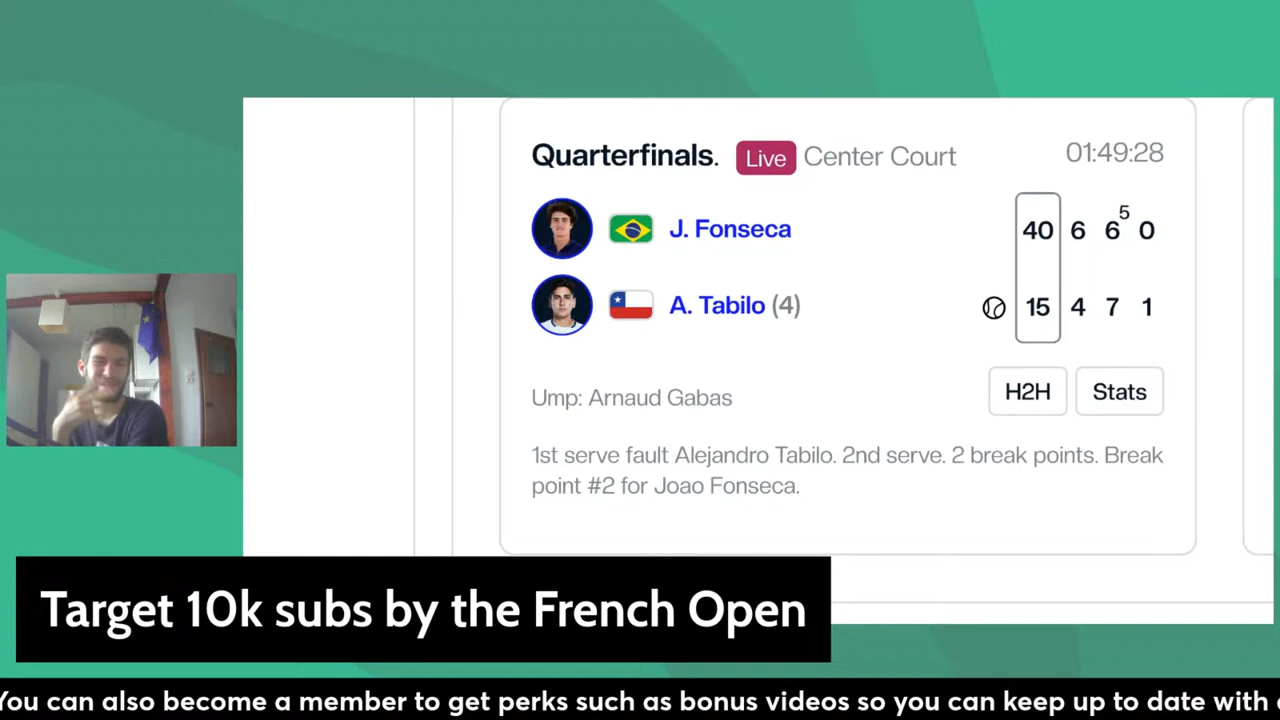 Quarterfinals. Live Center Court 01:49:28
J. Fonseca 40 6 6 5 0
A. Tabilo (4) 15 4 7 1
Ump: Arnaud Gabas H2H Stats
1st serve fault Alejandro Tabilo. 2nd serve. 2 break points. Break
point #2 for Joao Fonseca.
Target 10k subs by the French Open
You can also become a member to get perks such as bonus videos so you can keep up to date with